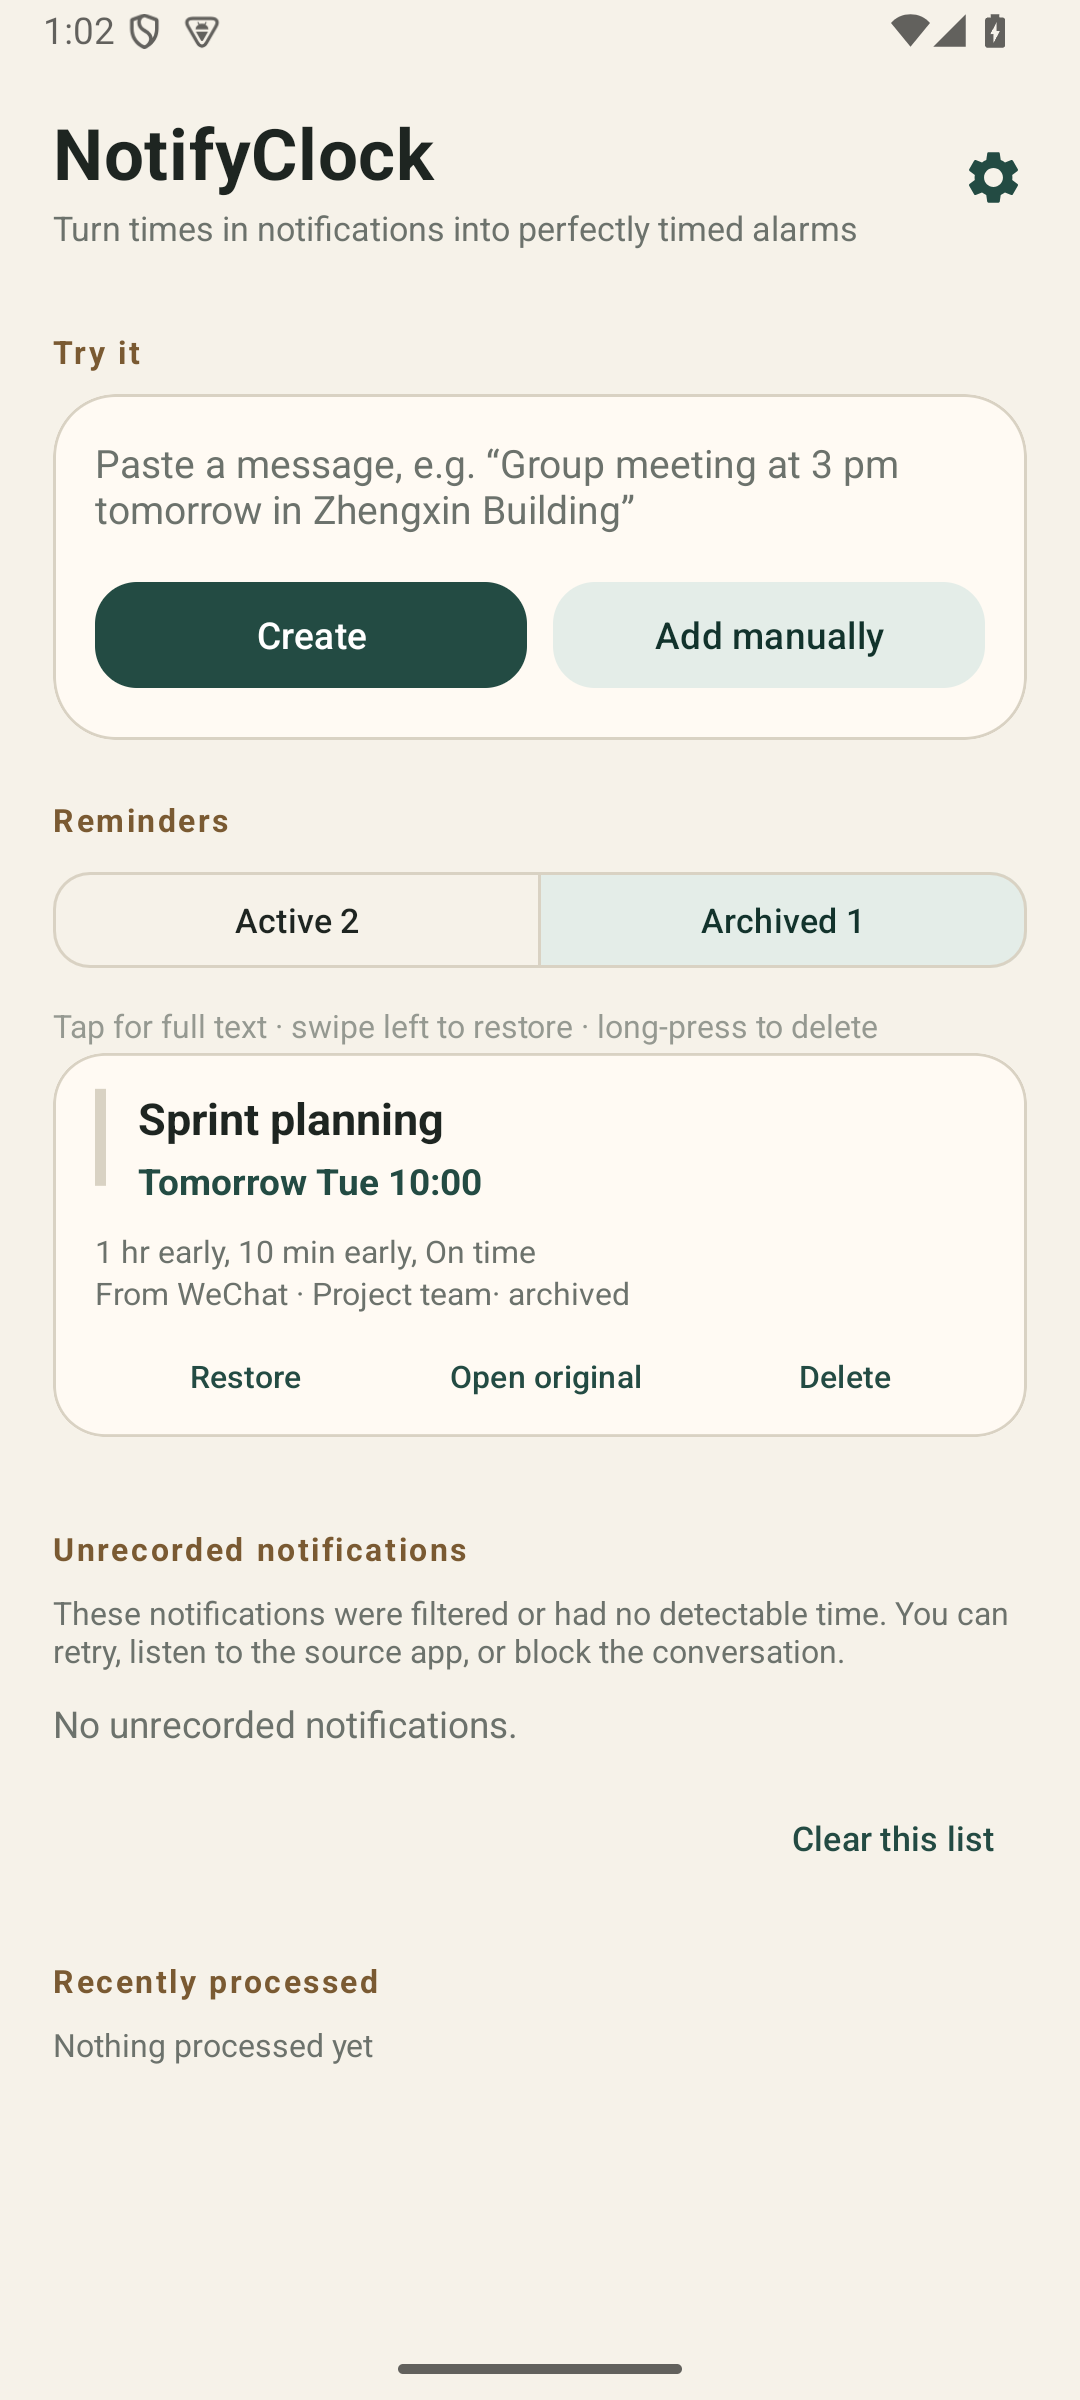 1:02
NotifyClock
Turn times in notifications into perfectly timed alarms
Try it
Paste a message, e.g. “Group meeting at 3 pm
tomorrow in Zhengxin Building”
Create
Add manually
Reminders
Active 2
Archived 1
Tap for full text · swipe left to restore · long-press to delete
Sprint planning
Tomorrow Tue 10:00
1 hr early, 10 min early, On time
From WeChat · Project team· archived
Restore
Open original
Delete
Unrecorded notifications
These notifications were filtered or had no detectable time. You can
retry, listen to the source app, or block the conversation.
No unrecorded notifications.
Clear this list
Recently processed
Nothing processed yet